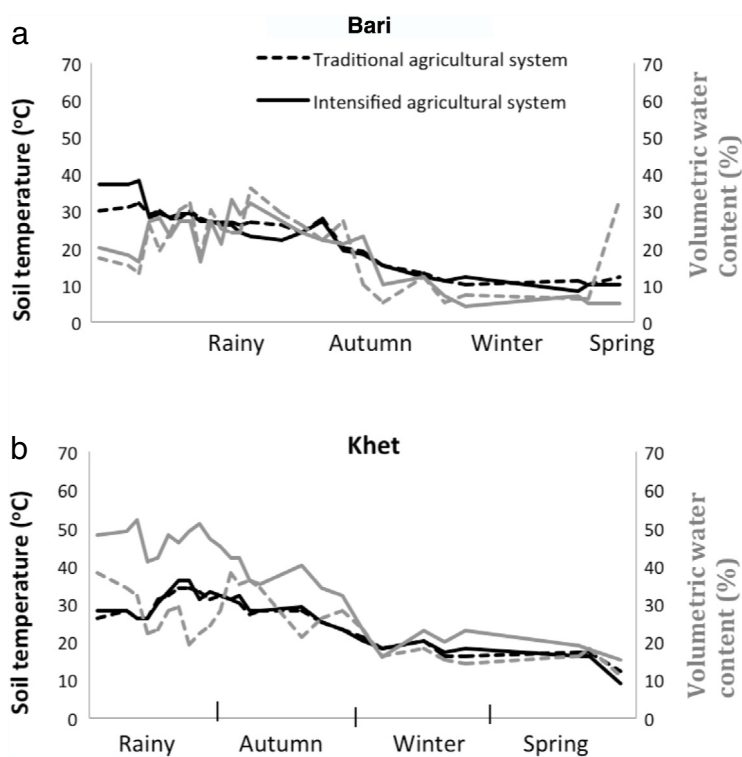 a
Bari
Traditional agricultural system
Intensified agricultural system
Soil temperature (°C)
70
60
50
40
30
20
10
0
70
60
50
40
30
20
10
0
Volumetric water
Content (%)
Rainy Autumn Winter Spring
b
Khet
Soil temperature (°C)
70
60
50
40
30
20
10
0
70
60
50
40
30
20
10
0
Volumetric water
content (%)
Rainy Autumn Winter Spring